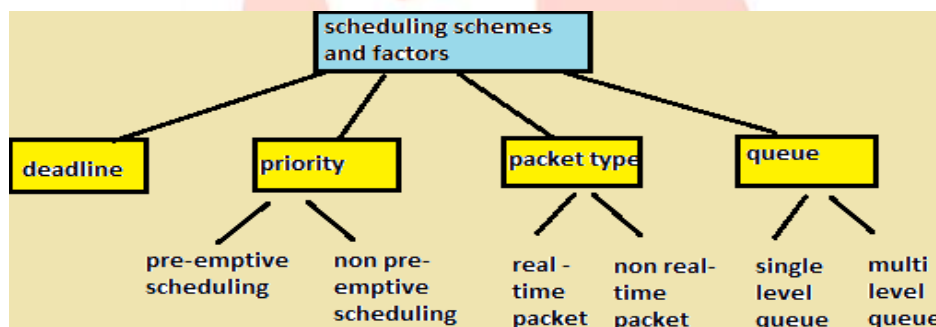 scheduling schemes
and factors
deadline
priority
packet type
queue
pre-emptive
scheduling
non pre-
emptive
scheduling
real -
time
packet
non real-
time
packet
single
level
queue
multi
level
queue